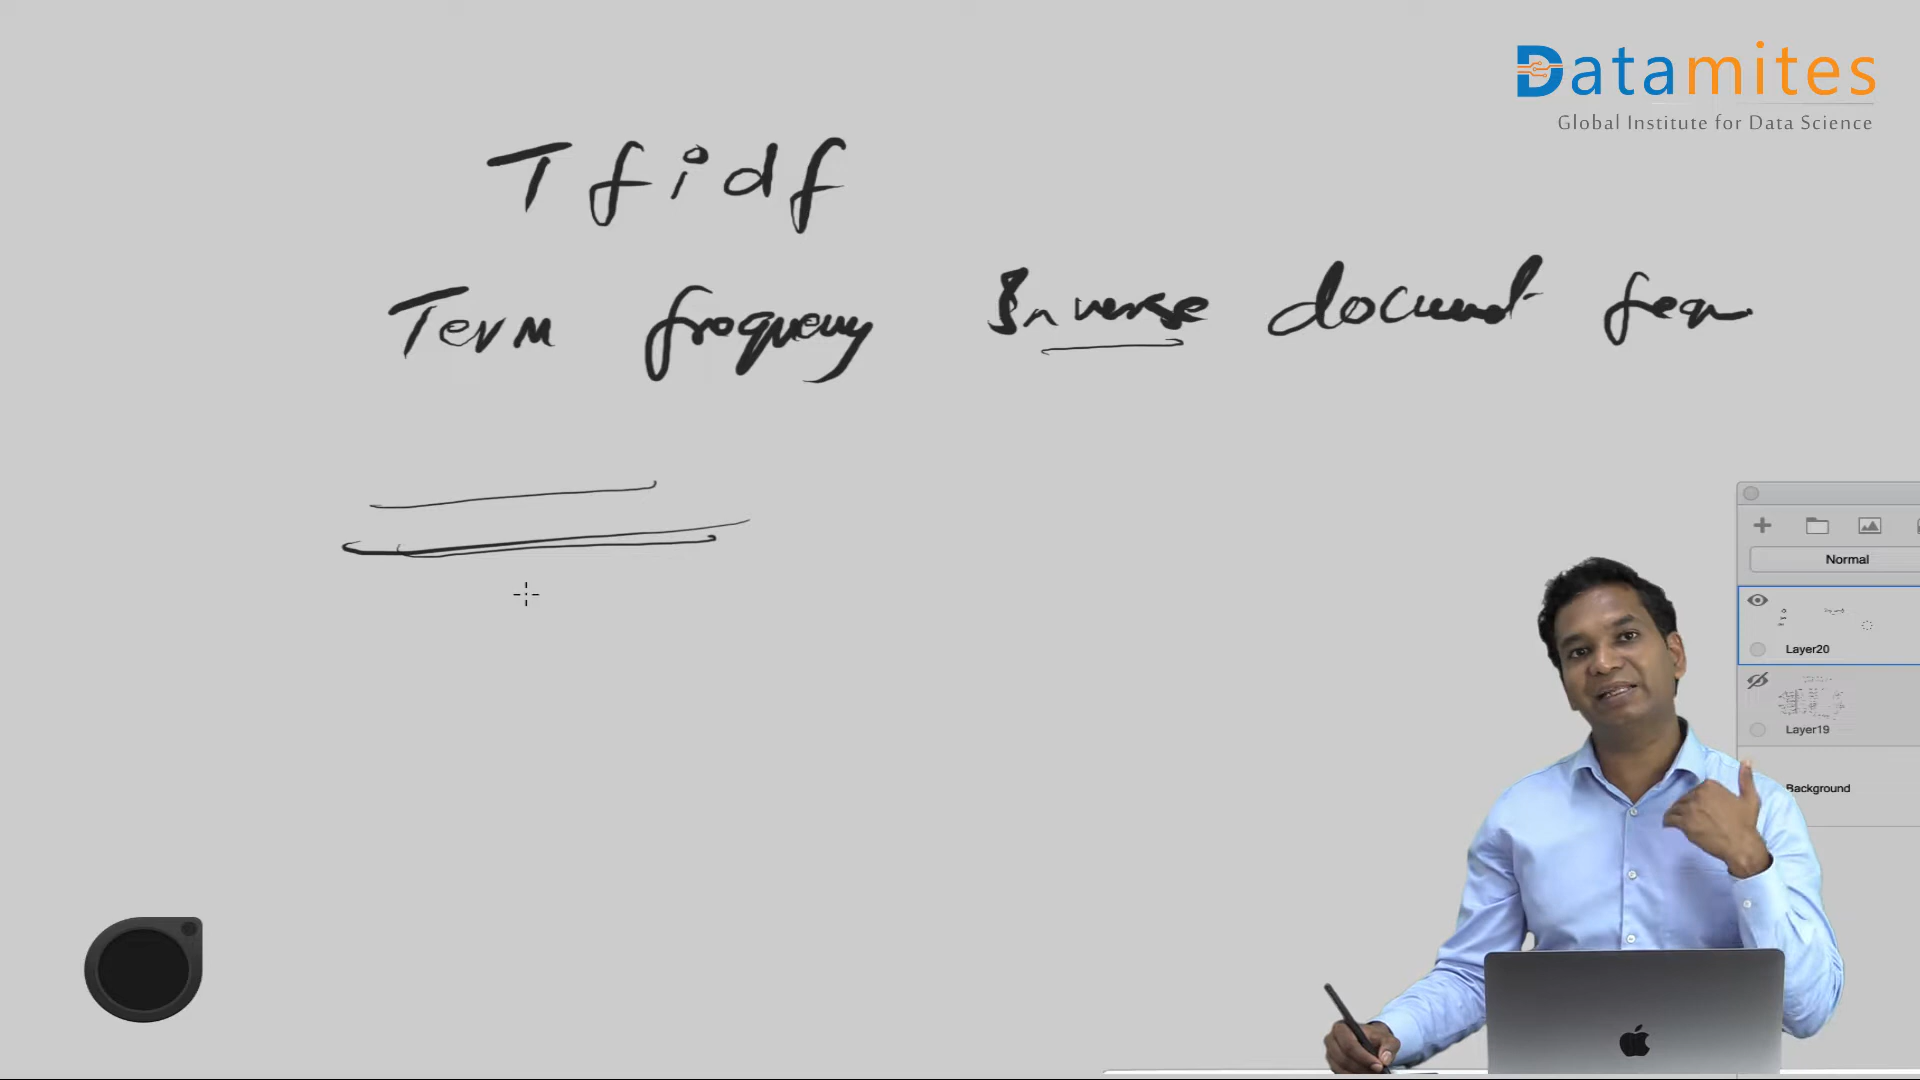 Datamites
Global Institute for Data Science
Tfidf
Term frequency Inverse document freq
Normal
Layer20
Layer19
Background